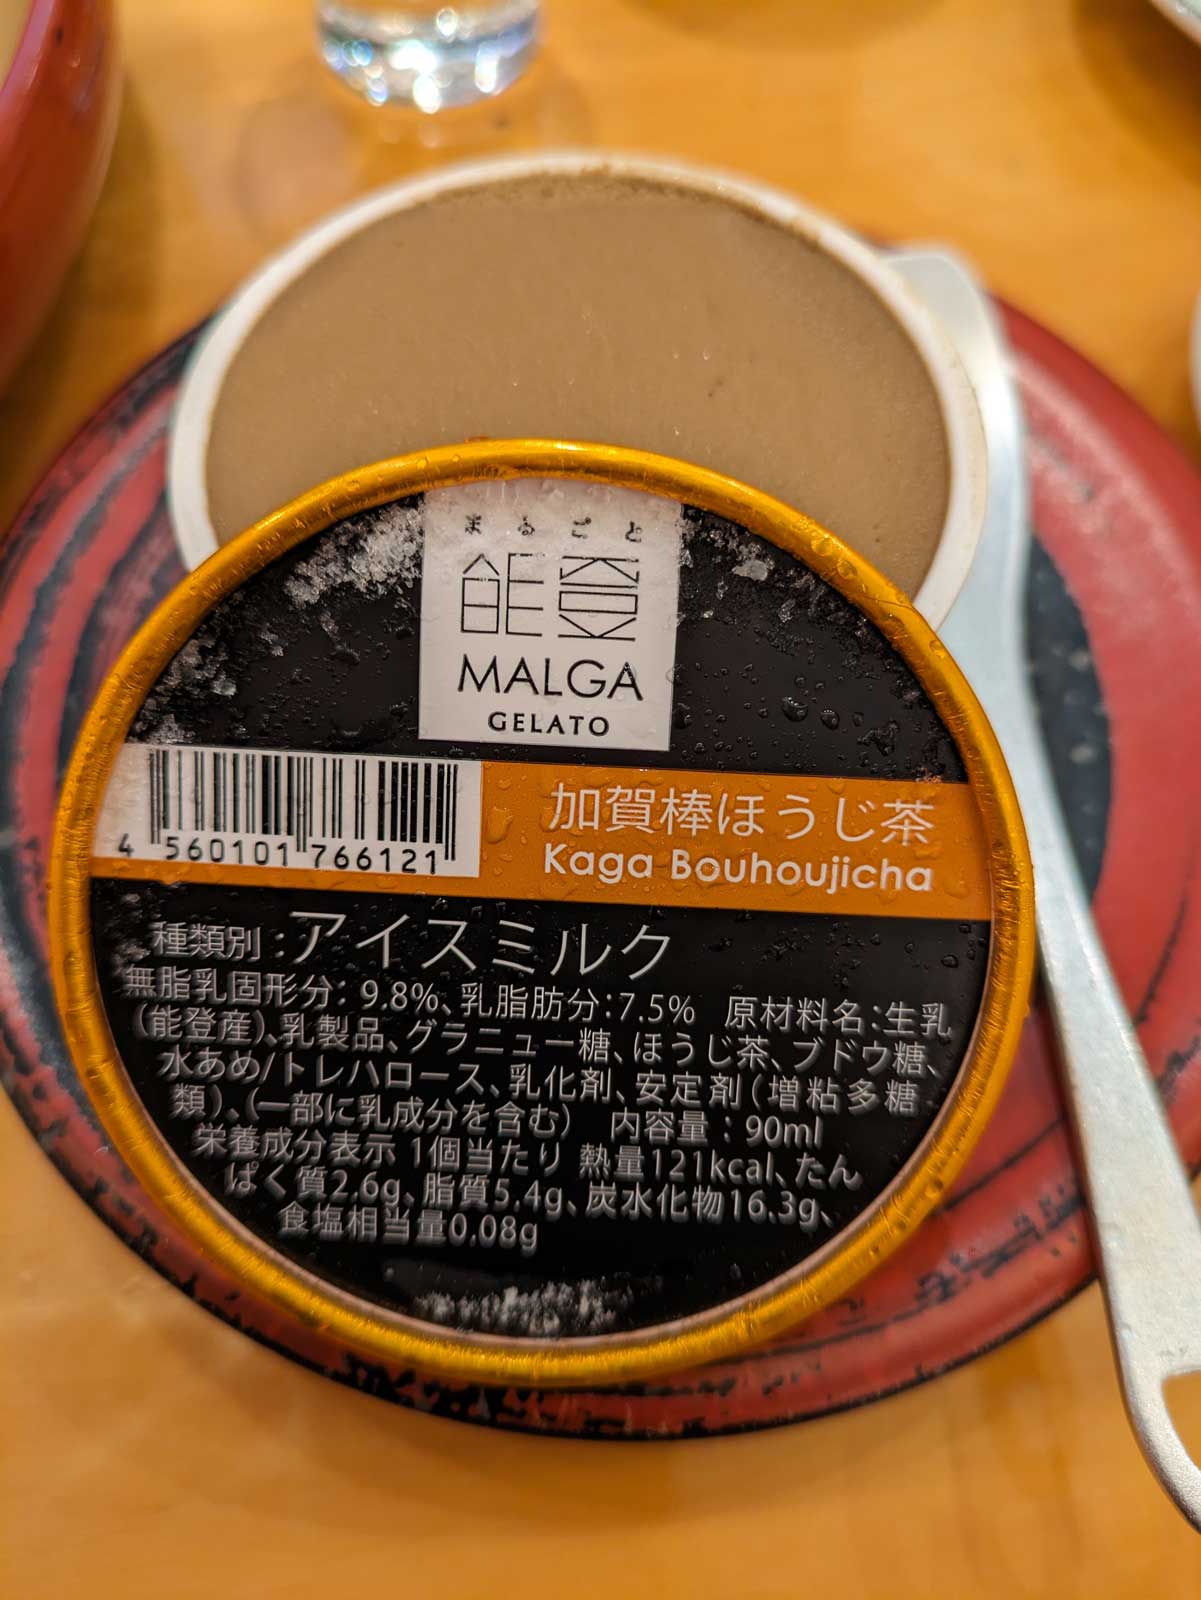 まるごと
能登
MALGA
GELATO
4 560101 766121
加賀棒ほうじ茶
Kaga Bouhoujicha
種類別:アイスミルク
無脂乳固形分:9.8%、乳脂肪分:7.5% 原材料名:生乳
(能登産)、乳製品、グラニュー糖、ほうじ茶、ブドウ糖、
水あめ/トレハロース、乳化剤、安定剤(増粘多糖
類)、(一部に乳成分を含む) 内容量:90ml
栄養成分表示 1個当たり 熱量121kcal、たん
ぱく質2.6g、脂質5.4g、炭水化物16.3g、
食塩相当量0.08g